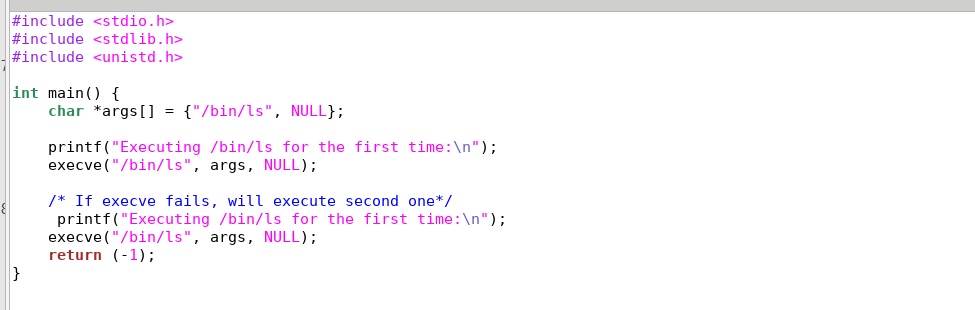 #include <stdio.h>
#include <stdlib.h>
#include <unistd.h>
int main() {
    char *args[] = {"/bin/ls", NULL};
    printf("Executing /bin/ls for the first time:\n");
    execve("/bin/ls", args, NULL);
    /* If execve fails, will execute second one*/
     printf("Executing /bin/ls for the first time:\n");
    execve("/bin/ls", args, NULL);
    return (-1);
}